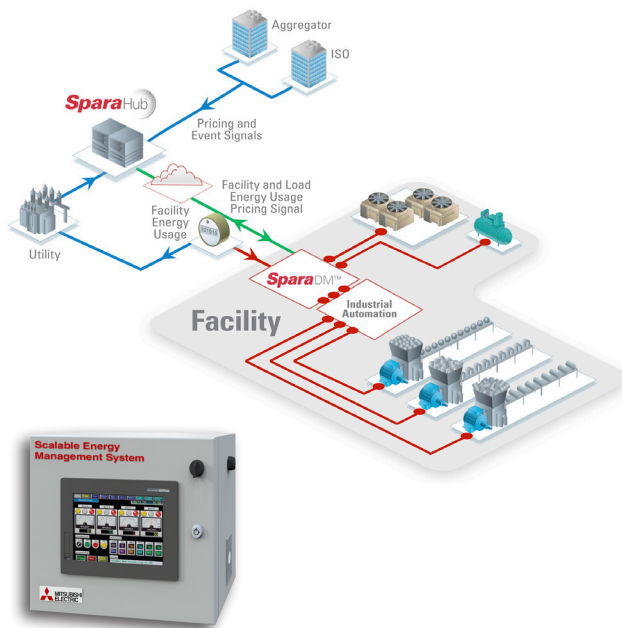 Aggregator
ISO
SparaHub
Pricing and
Event Signals
Facility and Load
Energy Usage
Pricing Signal
Facility
Energy
Usage
Utility
SparaDM™
Industrial
Automation
Facility
Scalable Energy
Management System
MITSUBISHI
ELECTRIC